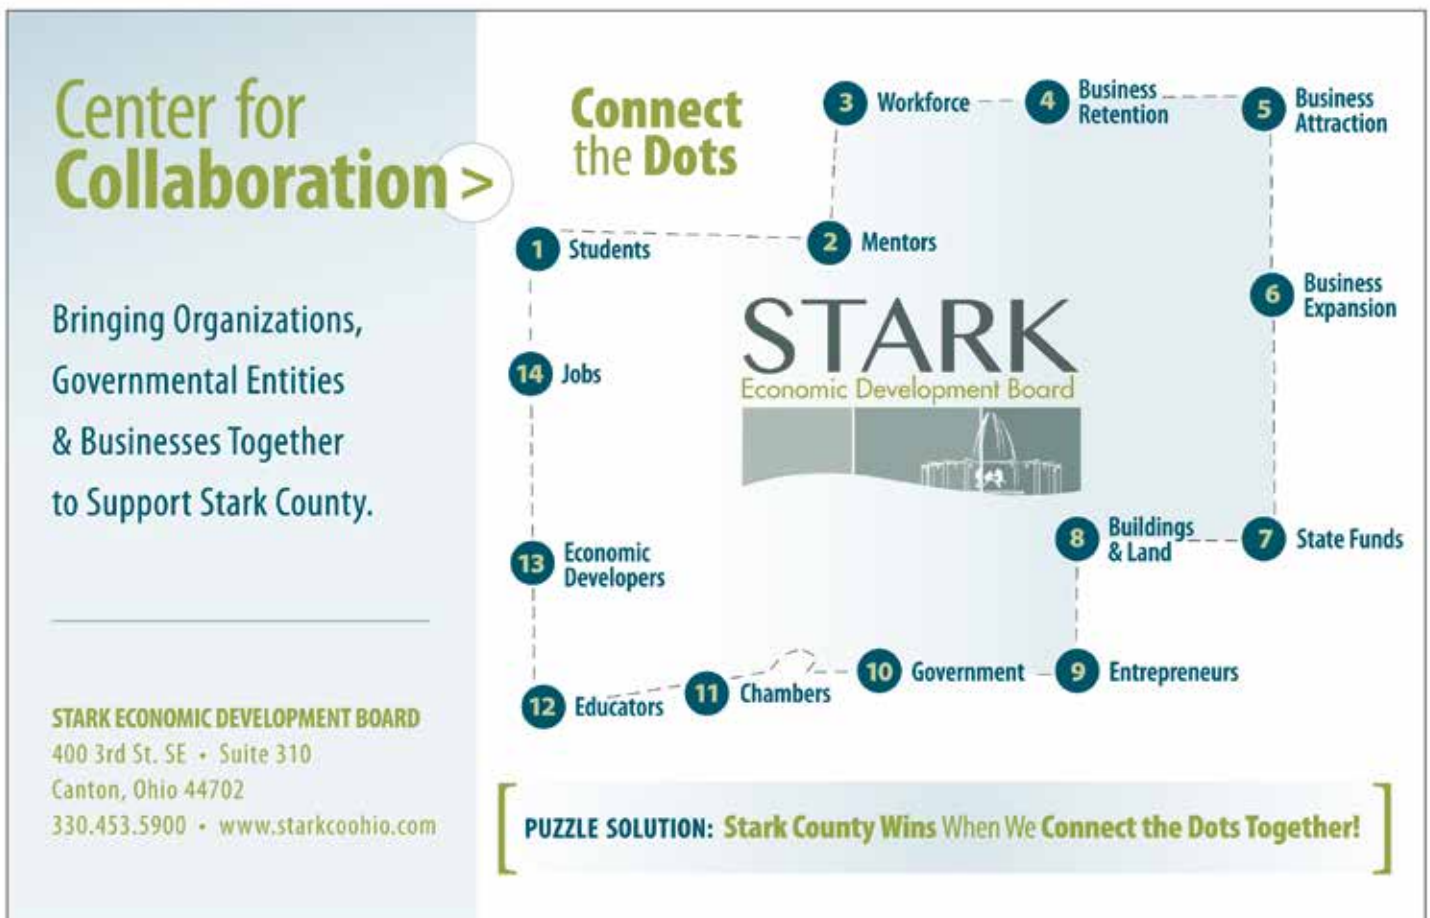 Center for
Collaboration >
Bringing Organizations,
Governmental Entities
& Businesses Together
to Support Stark County.
STARK ECONOMIC DEVELOPMENT BOARD
400 3rd St. SE • Suite 310
Canton, Ohio 44702
330.453.5900 • www.starkcoohio.com
Connect
the Dots
1 Students
2 Mentors
3 Workforce
4 Business
Retention
5 Business
Attraction
6 Business
Expansion
7 State Funds
8 Buildings
& Land
9 Entrepreneurs
10 Government
11 Chambers
12 Educators
13 Economic
Developers
14 Jobs
STARK
Economic Development Board
PUZZLE SOLUTION: Stark County Wins When We Connect the Dots Together!